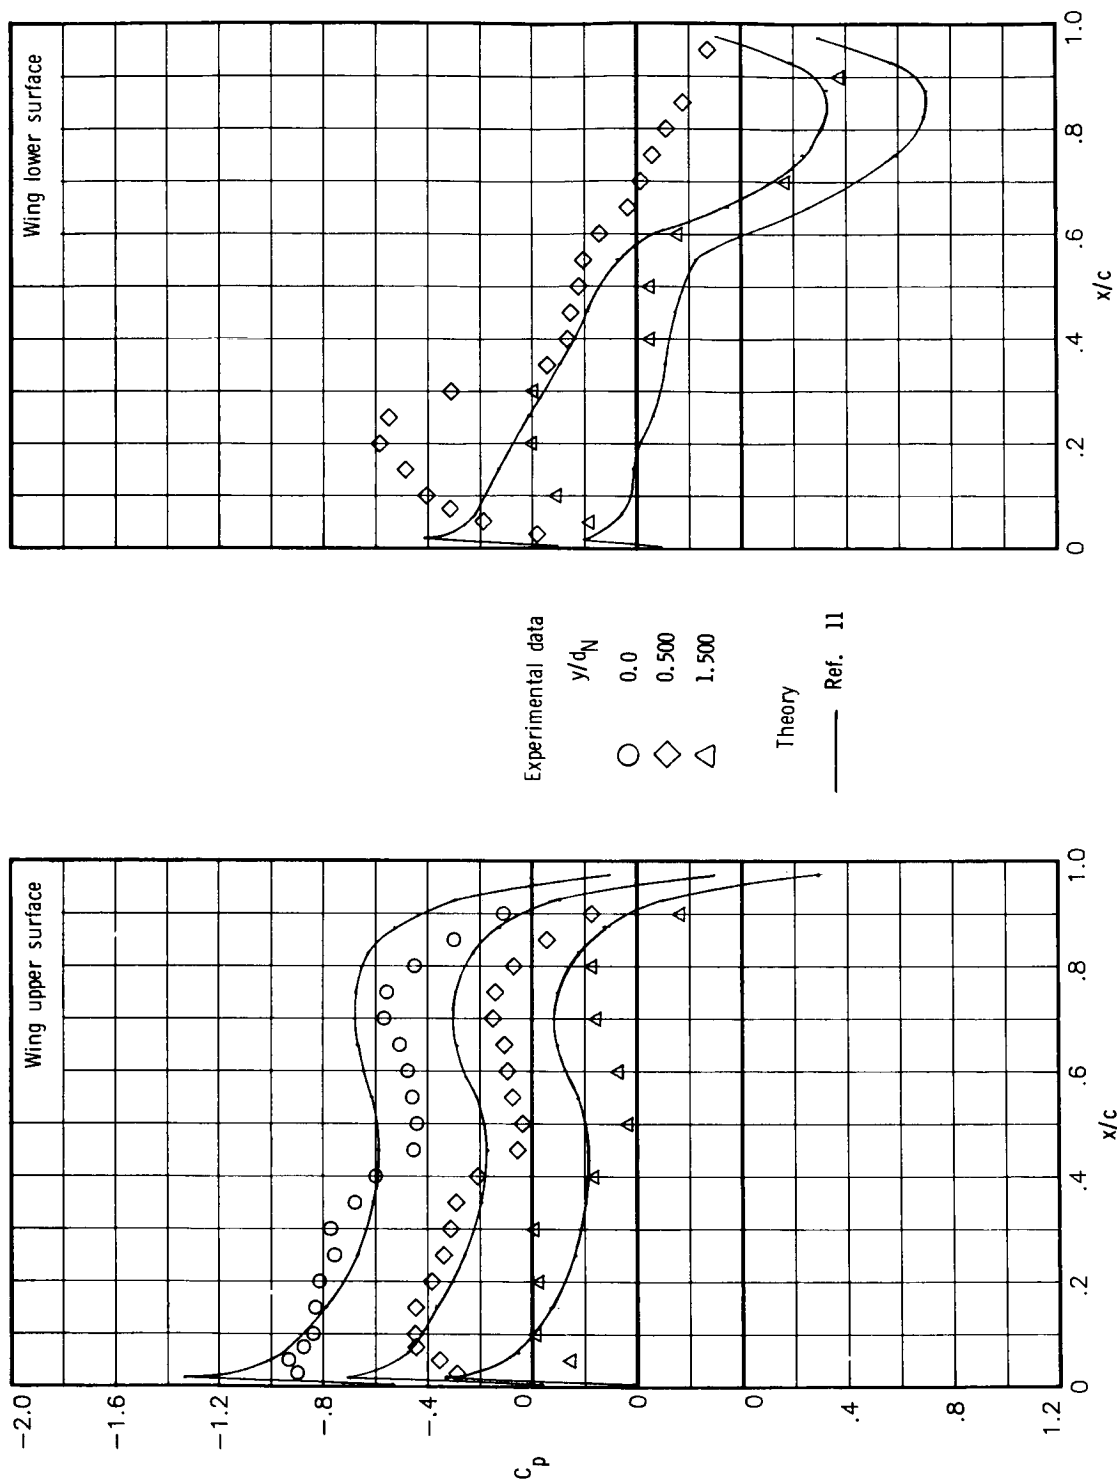 Wing upper surface
−2.0
−1.6
−1.2
−.8
−.4
0
0
0
.4
.8
1.2
C_p
0
.2
.4
.6
.8
1.0
x/c
Experimental data
y/d_N
0.0
0.500
1.500
Theory
Ref. 11
Wing lower surface
0
.2
.4
.6
.8
1.0
x/c